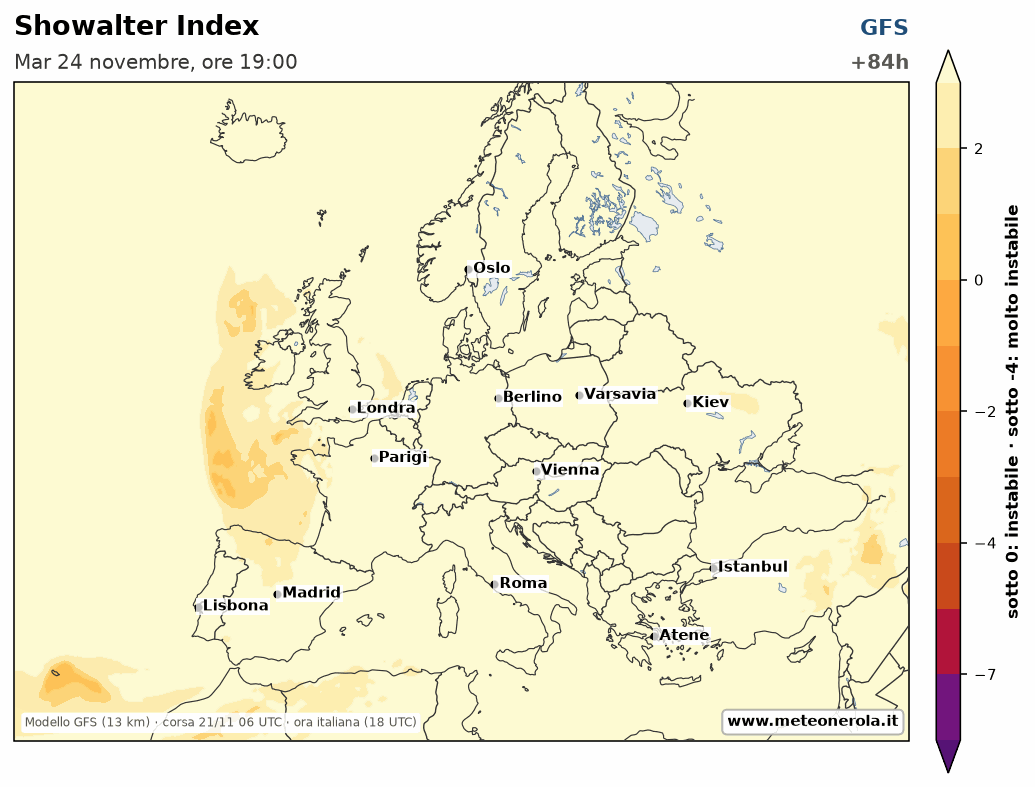 Showalter Index
GFS
Mar 24 novembre, ore 19:00
+84h
Oslo
Londra
Berlino
Varsavia
Kiev
Parigi
Vienna
Istanbul
Roma
Madrid
Lisbona
Atene
2
0
−2
−4
−7
sotto 0: instabile · sotto -4: molto instabile
Modello GFS (13 km) · corsa 21/11 06 UTC · ora italiana (18 UTC)
www.meteonerola.it